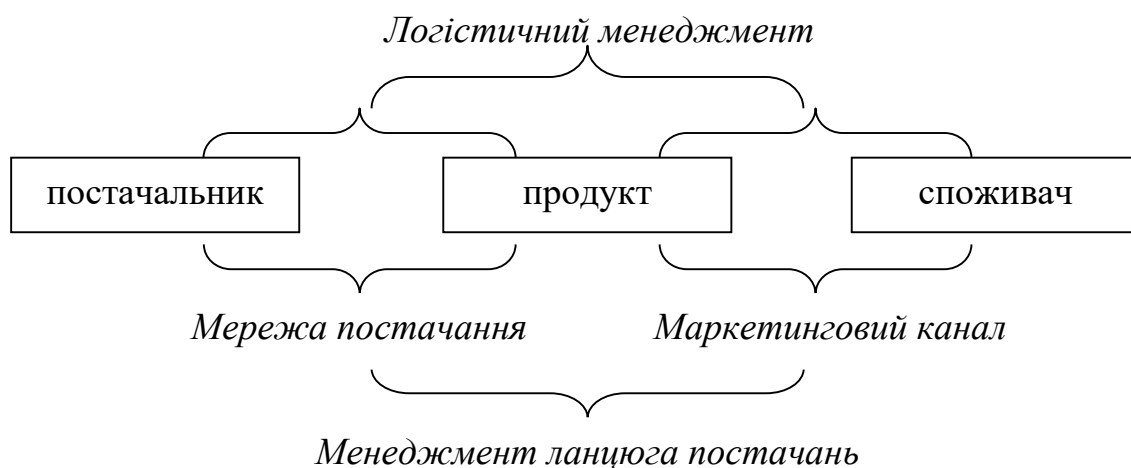 Логістичний менеджмент
постачальник продукт споживач
Мережа постачання Маркетинговий канал
Менеджмент ланцюга постачань